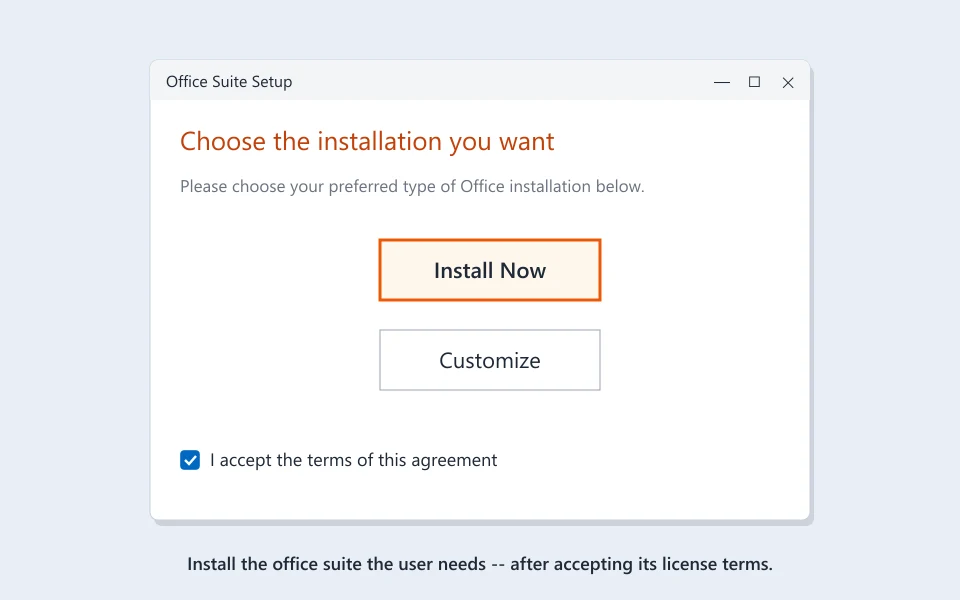 Office Suite Setup
Choose the installation you want
Please choose your preferred type of Office installation below.
Install Now
Customize
I accept the terms of this agreement
Install the office suite the user needs -- after accepting its license terms.